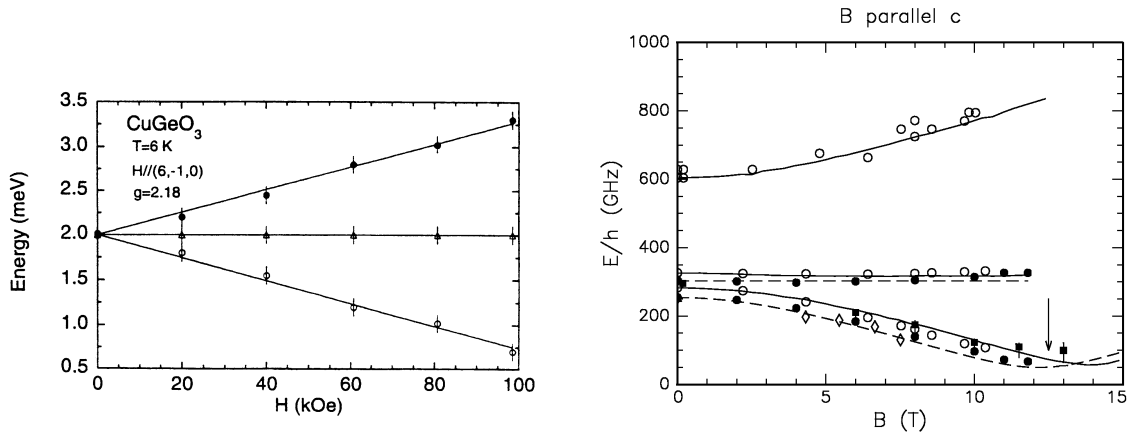 3.5
3.0
2.5
2.0
1.5
1.0
0.5
Energy (meV)
CuGeO3
T=6 K
H//(6,-1,0)
g=2.18
0 20 40 60 80 100
H (kOe)
B parallel c
1000
800
600
400
200
0
E/h (GHz)
0 5 10 15
B (T)